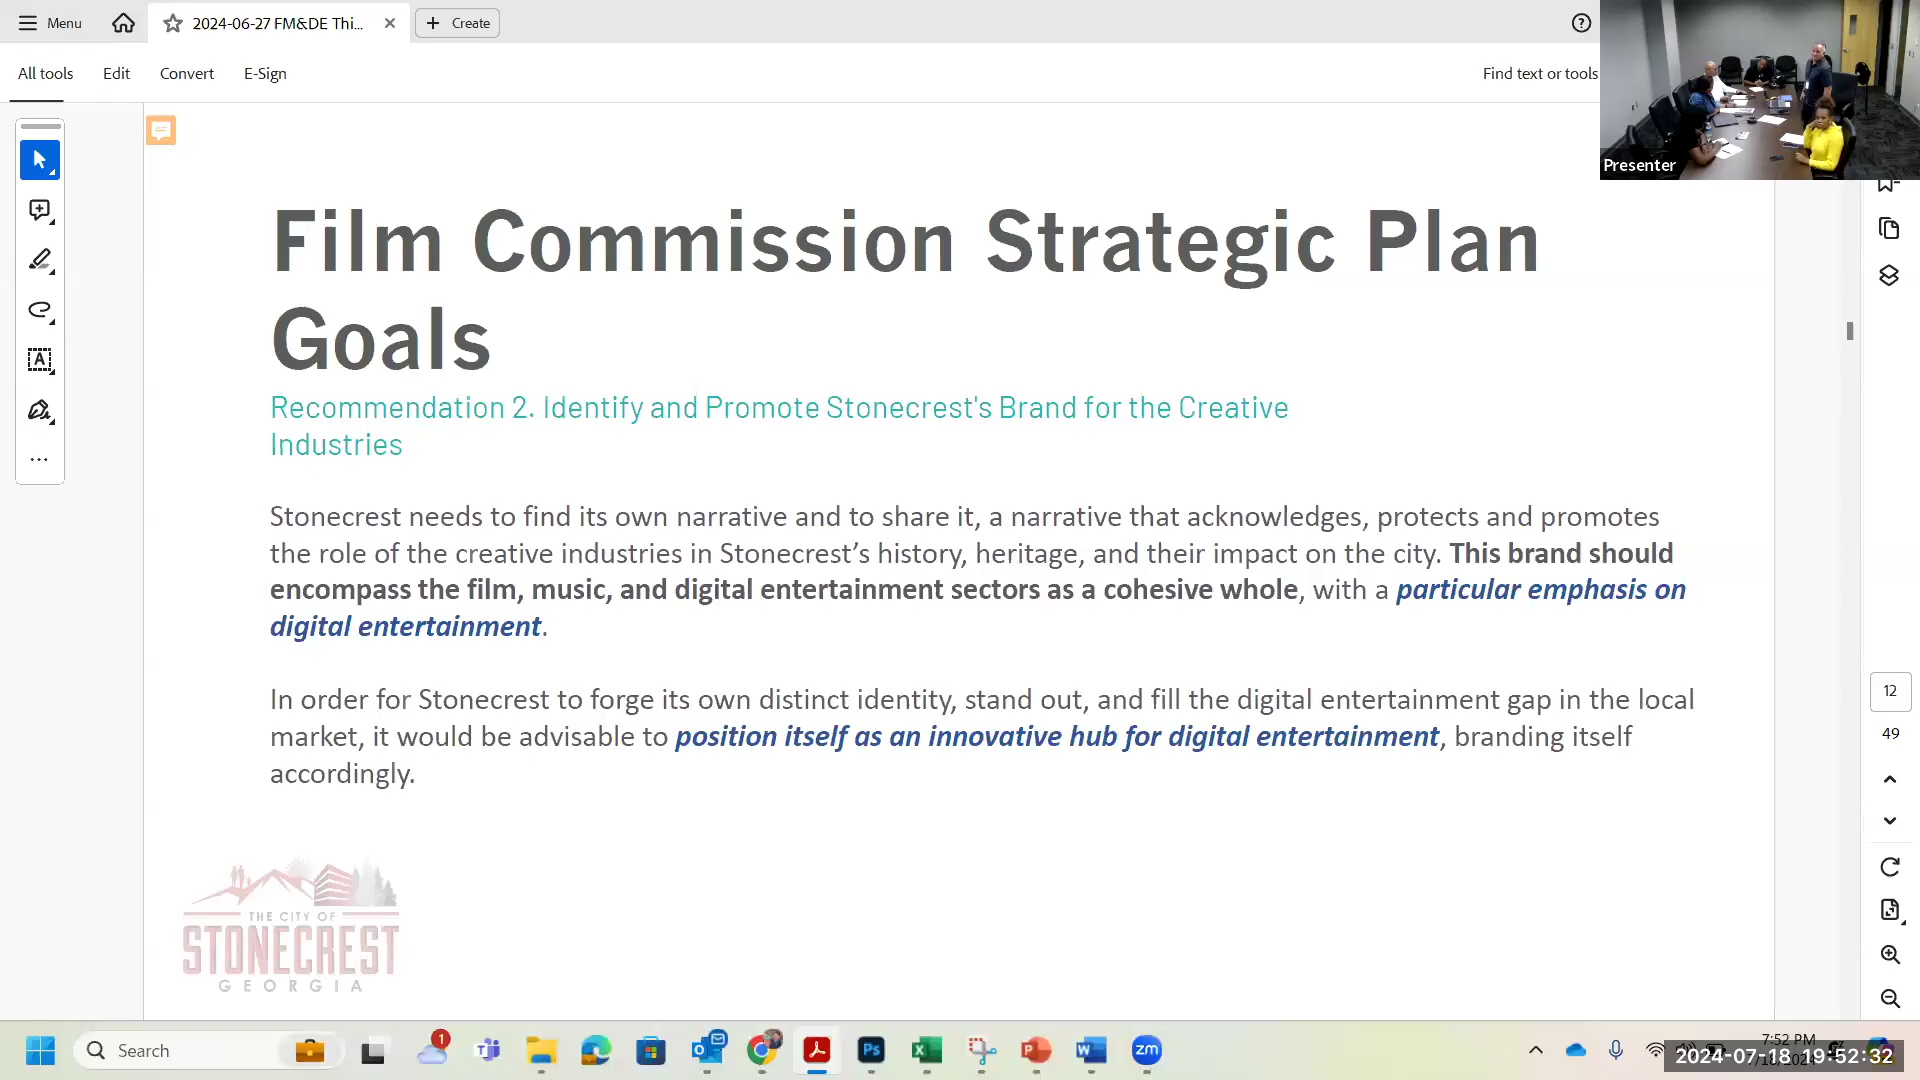 Menu
2024-06-27 FM&DE Thi...
Create
All tools
Edit
Convert
E-Sign
Find text or tools
Presenter
Film Commission Strategic Plan
Goals
Recommendation 2. Identify and Promote Stonecrest's Brand for the Creative
Industries
Stonecrest needs to find its own narrative and to share it, a narrative that acknowledges, protects and promotes
the role of the creative industries in Stonecrest’s history, heritage, and their impact on the city. This brand should
encompass the film, music, and digital entertainment sectors as a cohesive whole, with a particular emphasis on
digital entertainment.
In order for Stonecrest to forge its own distinct identity, stand out, and fill the digital entertainment gap in the local
market, it would be advisable to position itself as an innovative hub for digital entertainment, branding itself
accordingly.
12
49
THE CITY OF
STONECREST
GEORGIA
Search
1
Ps
zm
7:52 PM
2024-07-18 19:52:32